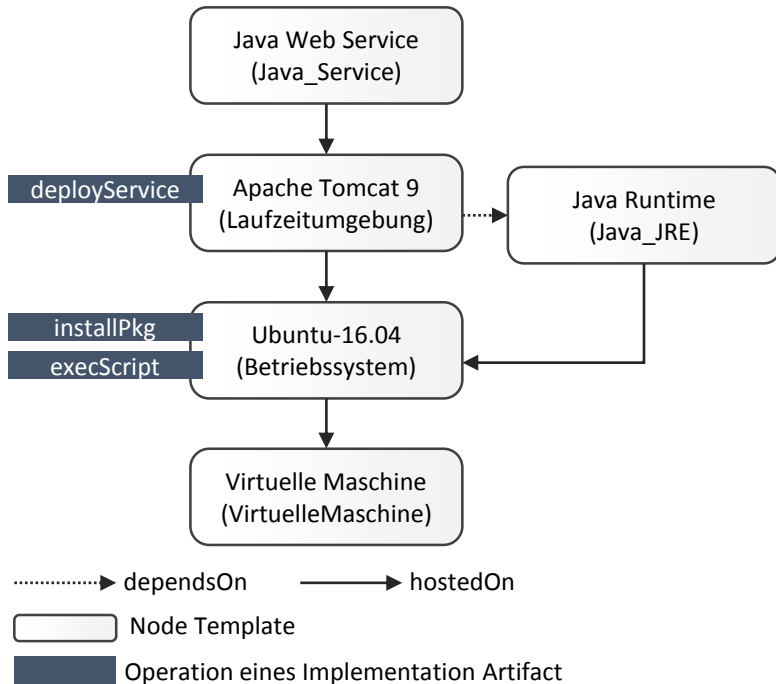 Java Web Service
(Java_Service)
deployService
Apache Tomcat 9
(Laufzeitumgebung)
Java Runtime
(Java_JRE)
installPkg
execScript
Ubuntu-16.04
(Betriebssystem)
Virtuelle Maschine
(VirtuelleMaschine)
dependsOn
hostedOn
Node Template
Operation eines Implementation Artifact